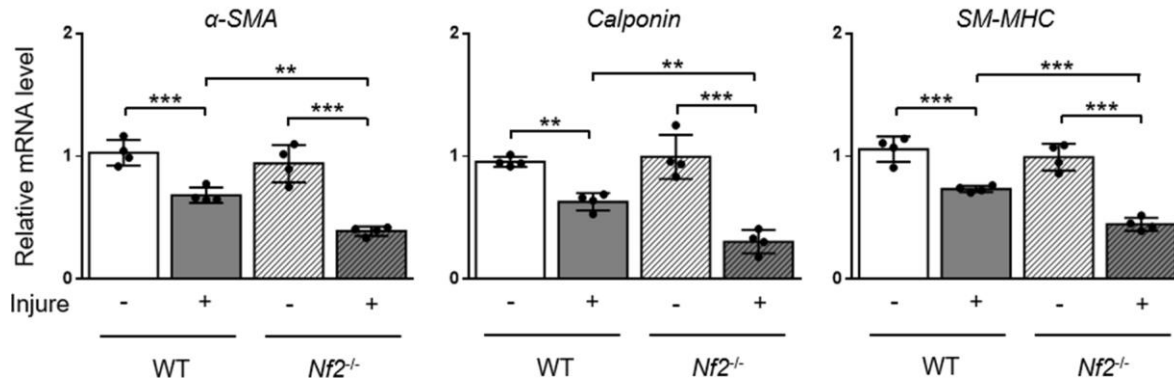 α-SMA Calponin SM-MHC
2 2 2
** ** ***
*** *** ** *** *** ***
Relative mRNA level
1 1 1
0 0 0
Injure - + - + - + - + - + - +
WT Nf2-/- WT Nf2-/- WT Nf2-/-